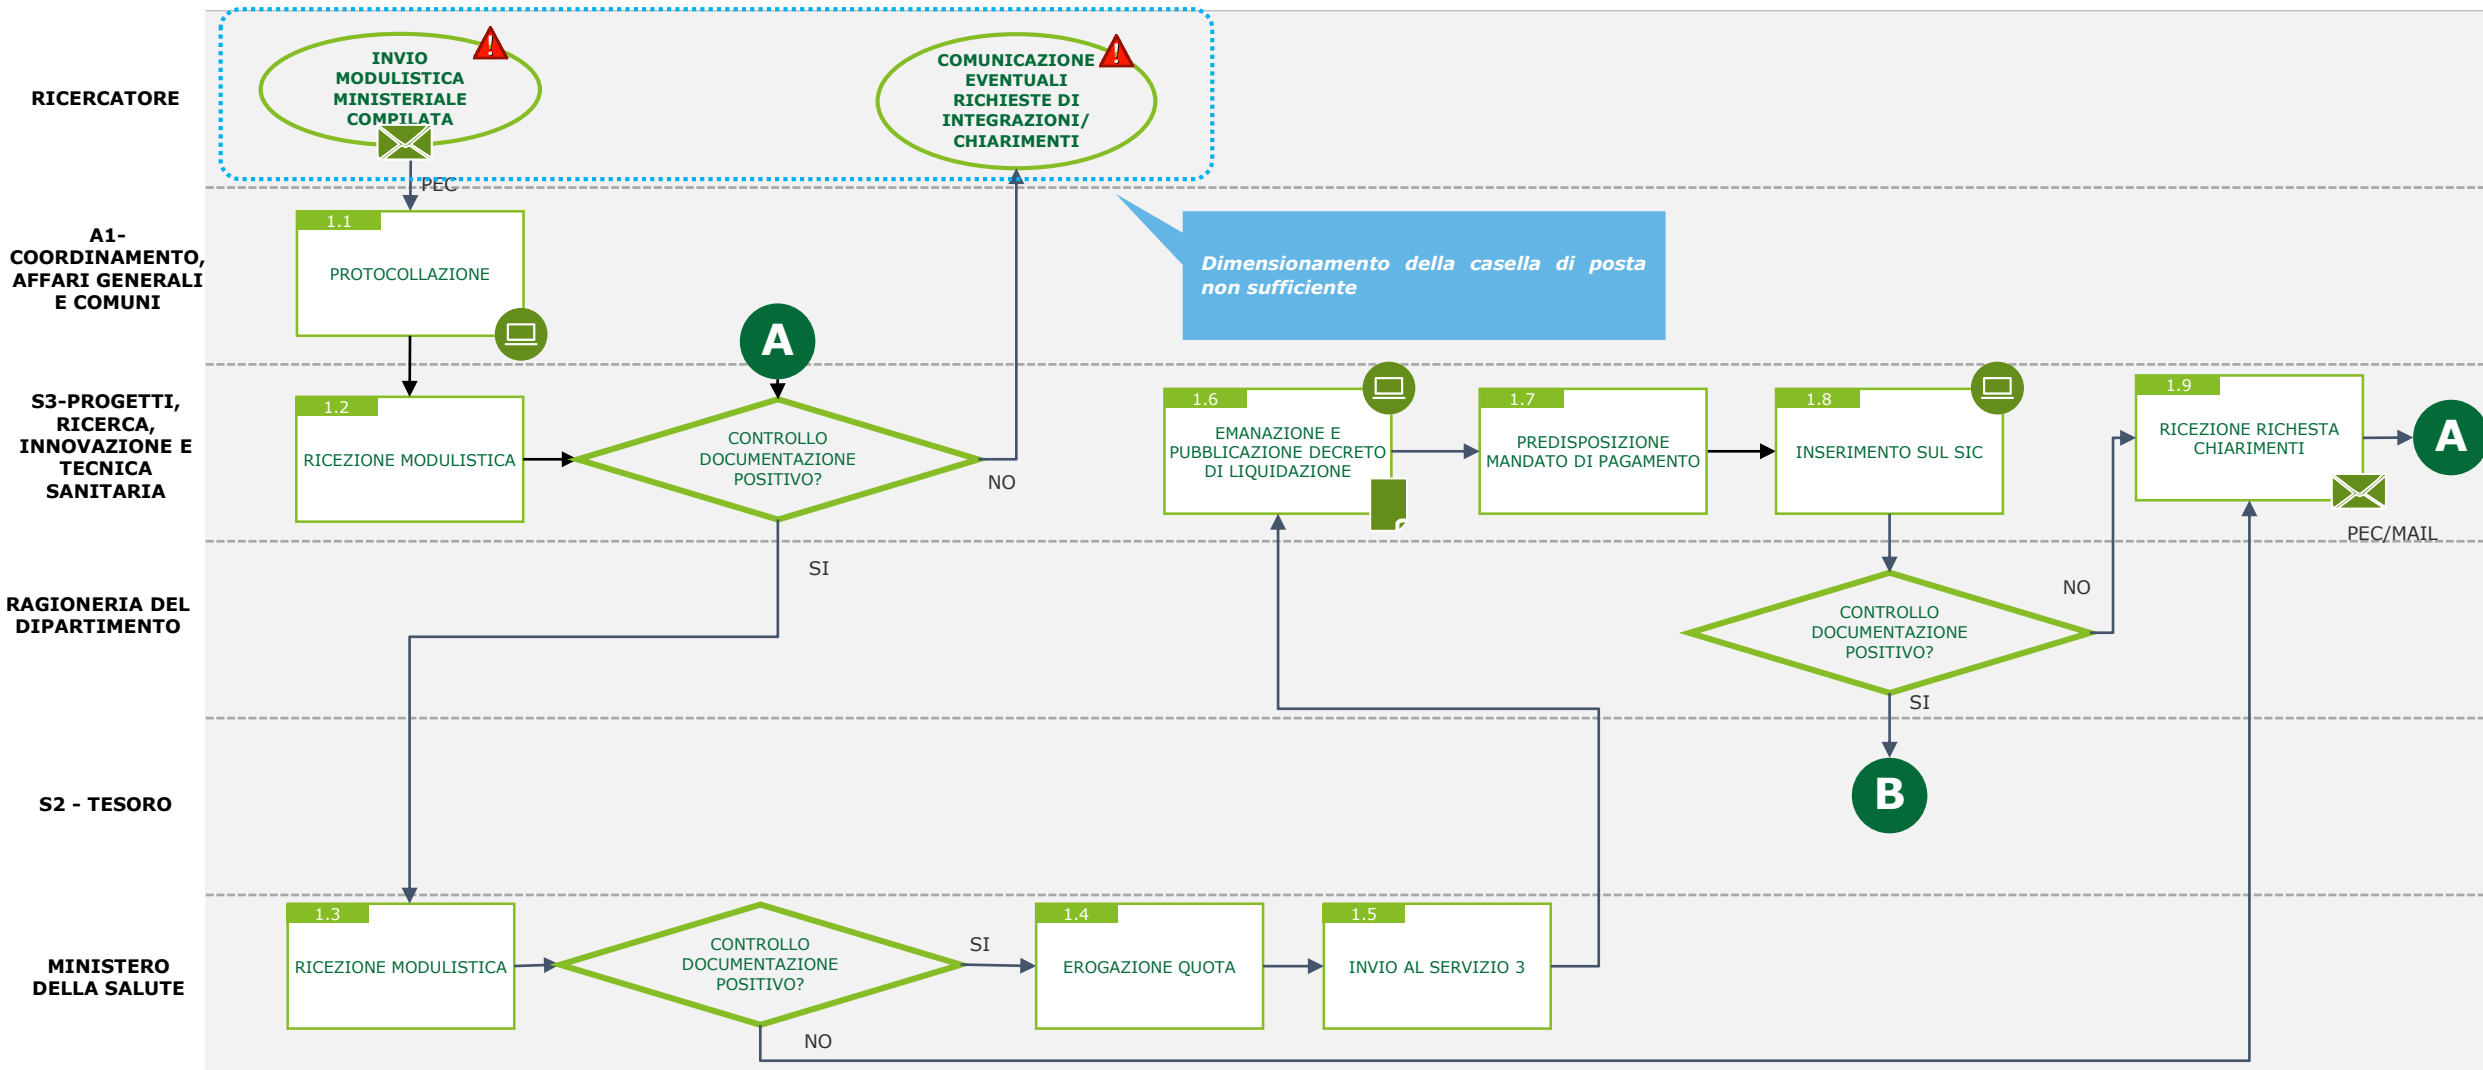 RICERCATORE
INVIO
MODULISTICA
MINISTERIALE
COMPILATA
COMUNICAZIONE
EVENTUALI
RICHIESTE DI
INTEGRAZIONI/
CHIARIMENTI
PEC
A1-
COORDINAMENTO,
AFFARI GENERALI
E COMUNI
1.1
PROTOCOLLAZIONE
A
Dimensionamento della casella di posta
non sufficiente
S3-PROGETTI,
RICERCA,
INNOVAZIONE E
TECNICA
SANITARIA
1.2
RICEZIONE MODULISTICA
CONTROLLO
DOCUMENTAZIONE
POSITIVO?
NO
SI
1.6
EMANAZIONE E
PUBBLICAZIONE DECRETO
DI LIQUIDAZIONE
1.7
PREDISPOSIZIONE
MANDATO DI PAGAMENTO
1.8
INSERIMENTO SUL SIC
1.9
RICEZIONE RICHESTA
CHIARIMENTI
A
PEC/MAIL
RAGIONERIA DEL
DIPARTIMENTO
CONTROLLO
DOCUMENTAZIONE
POSITIVO?
NO
SI
S2 - TESORO
B
MINISTERO
DELLA SALUTE
1.3
RICEZIONE MODULISTICA
CONTROLLO
DOCUMENTAZIONE
POSITIVO?
SI
NO
1.4
EROGAZIONE QUOTA
1.5
INVIO AL SERVIZIO 3